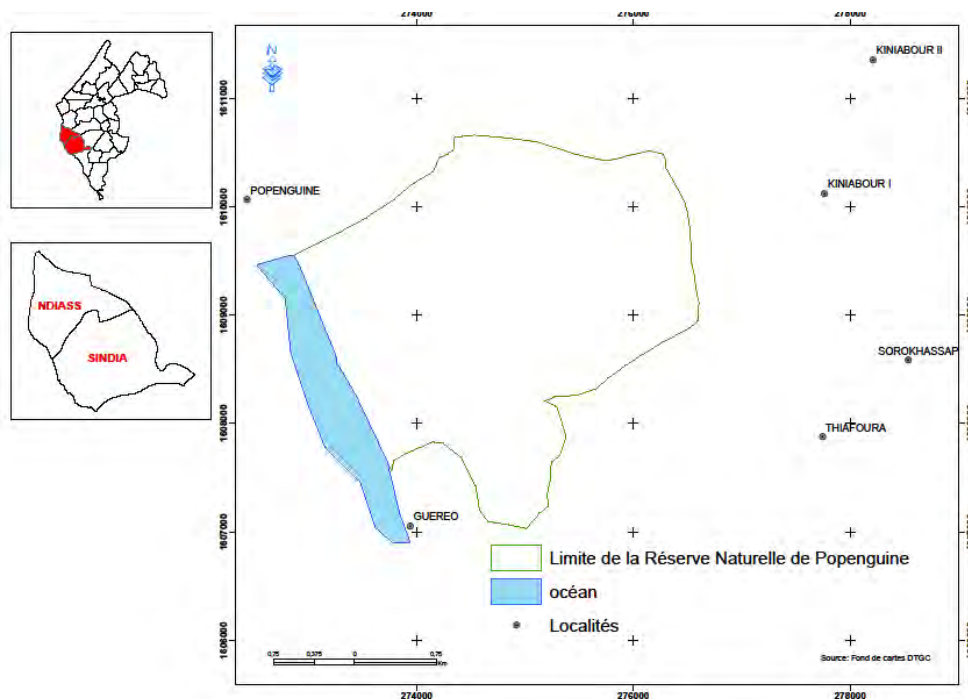 274000 276000 278000
N
KINIABOUR II
1611000
KINIABOUR I
POPENGUINE
1610000
NDIASS
SINDIA
1609000
SOROKHASSAP
1608000
THIAFOURA
GUEREO
1607000
Limite de la Réserve Naturelle de Popenguine
océan
Localités
1606000
0,75 0,375 0 0,75
Km
Source: Fond de cartes DTGC
274000 276000 278000